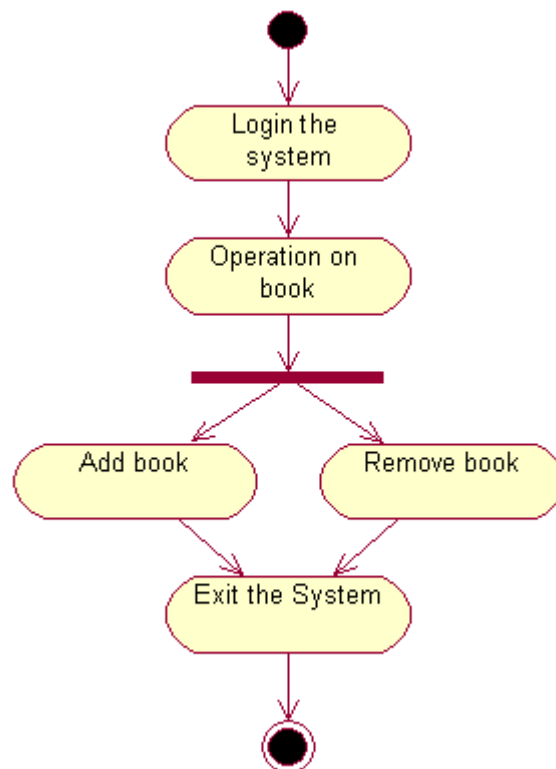 Login the
system
Operation on
book
Add book
Remove book
Exit the System